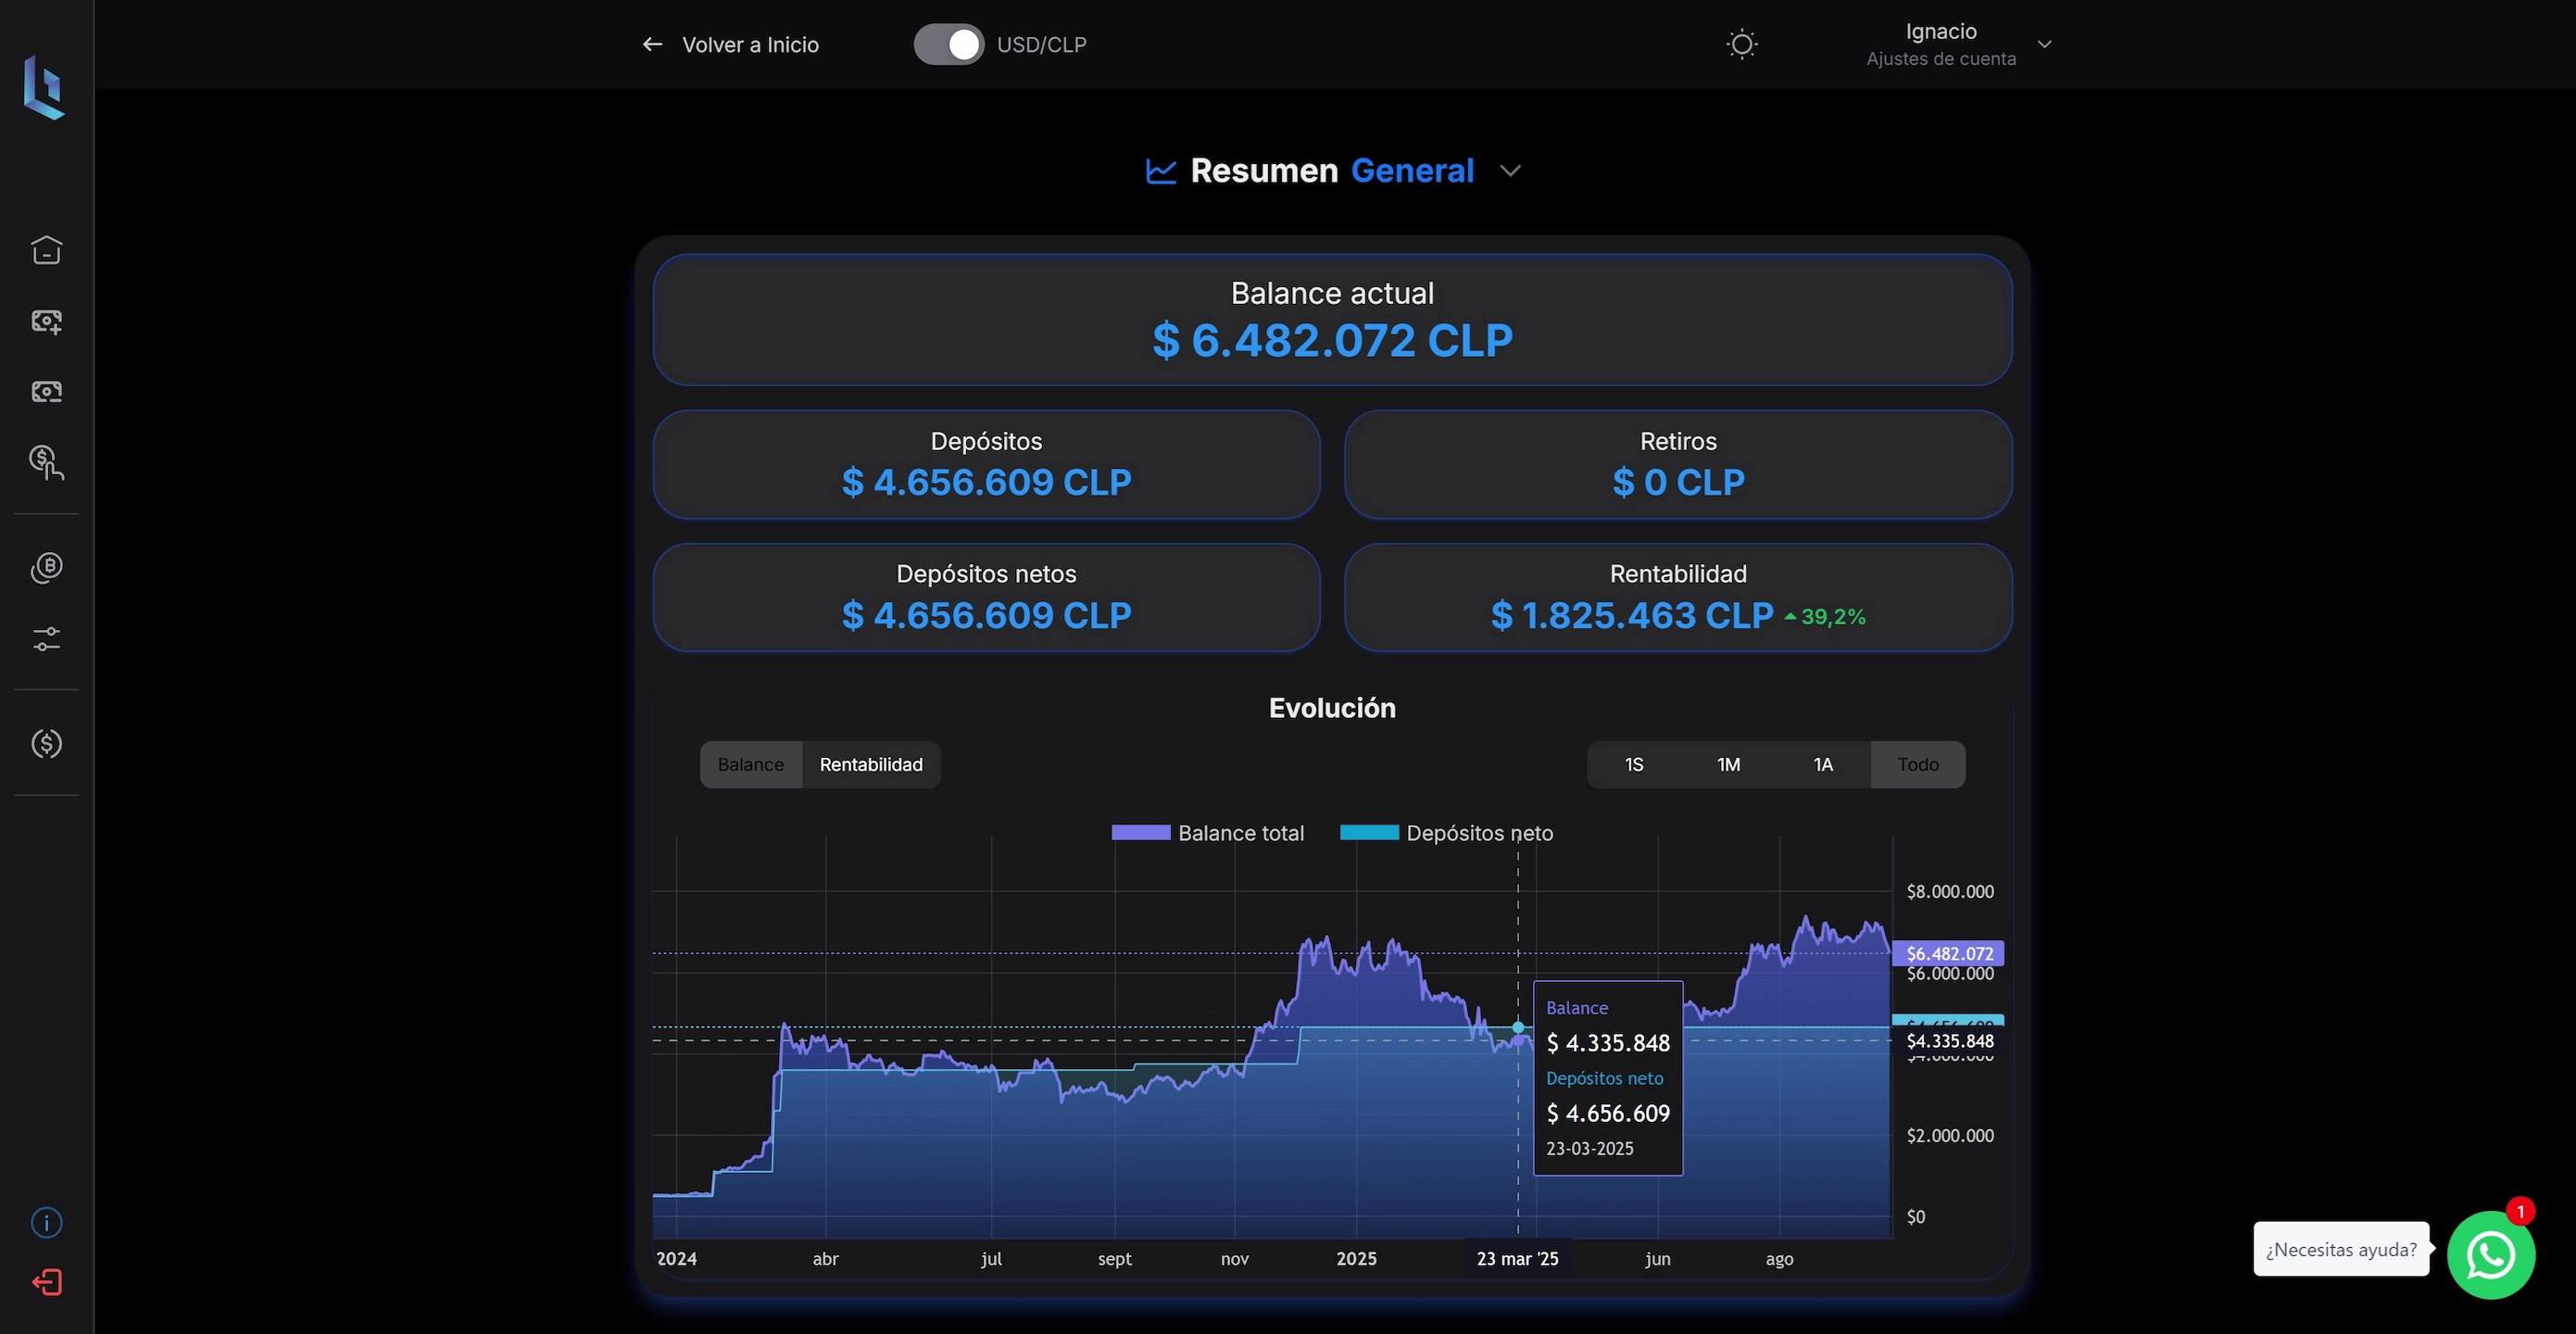 Volver a Inicio
USD/CLP
Ignacio
Ajustes de cuenta
Resumen General
Balance actual
$ 6.482.072 CLP
Depósitos
$ 4.656.609 CLP
Retiros
$ 0 CLP
Depósitos netos
$ 4.656.609 CLP
Rentabilidad
$ 1.825.463 CLP 39,2%
Evolución
Balance Rentabilidad
1S 1M 1A Todo
Balance total Depósitos neto
$8.000.000
$6.482.072
$6.000.000
$4.335.848
$2.000.000
$0
Balance
$ 4.335.848
Depósitos neto
$ 4.656.609
23-03-2025
2024 abr jul sept nov 2025 23 mar '25 jun ago
¿Necesitas ayuda?
1